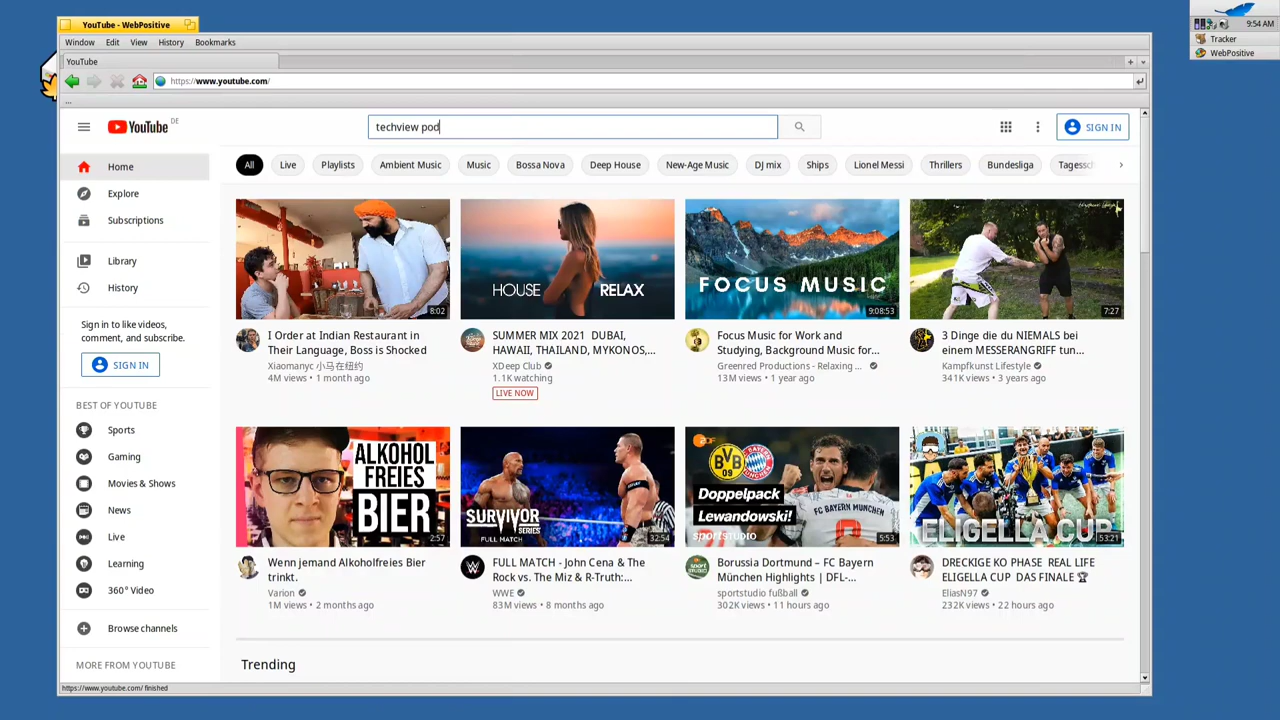 YouTube - WebPositive
9:54 AM
Tracker
WebPositive
Window Edit View History Bookmarks
YouTube
https://www.youtube.com/
...
YouTube DE
techview pod
SIGN IN
Home
Explore
Subscriptions
Library
History
Sign in to like videos,
comment, and subscribe.
SIGN IN
BEST OF YOUTUBE
Sports
Gaming
Movies & Shows
News
Live
Learning
360° Video
Browse channels
MORE FROM YOUTUBE
All Live Playlists Ambient Music Music Bossa Nova Deep House New-Age Music DJ mix Ships Lionel Messi Thrillers Bundesliga Tagessch
8:02
I Order at Indian Restaurant in
Their Language, Boss is Shocked
Xiaomanyc 小马在纽约
4M views • 1 month ago
HOUSE RELAX
SUMMER MIX 2021 DUBAI,
HAWAII, THAILAND, MYKONOS,...
XDeep Club
1.1K watching
LIVE NOW
FOCUS MUSIC
9:08:53
Focus Music for Work and
Studying, Background Music for...
Greenred Productions - Relaxing ...
13M views • 1 year ago
7:27
3 Dinge die du NIEMALS bei
einem MESSERANGRIFF tun...
Kampfkunst Lifestyle
341K views • 3 years ago
ALKOHOL
FREIES
BIER
2:57
Wenn jemand Alkoholfreies Bier
trinkt.
Varion
1M views • 2 months ago
SURVIVOR
SERIES
FULL MATCH
32:54
FULL MATCH - John Cena & The
Rock vs. The Miz & R-Truth:...
WWE
83M views • 8 months ago
ZDF
BVB
09
Doppelpack
Lewandowski!
sportstudio
FC BAYERN MÜNCHEN
5:53
Borussia Dortmund – FC Bayern
München Highlights | DFL-...
sportstudio fußball
302K views • 11 hours ago
ELIGELLA CUP
53:21
DRECKIGE KO PHASE REAL LIFE
ELIGELLA CUP DAS FINALE 🏆
EliasN97
232K views • 22 hours ago
Trending
https://www.youtube.com/ finished